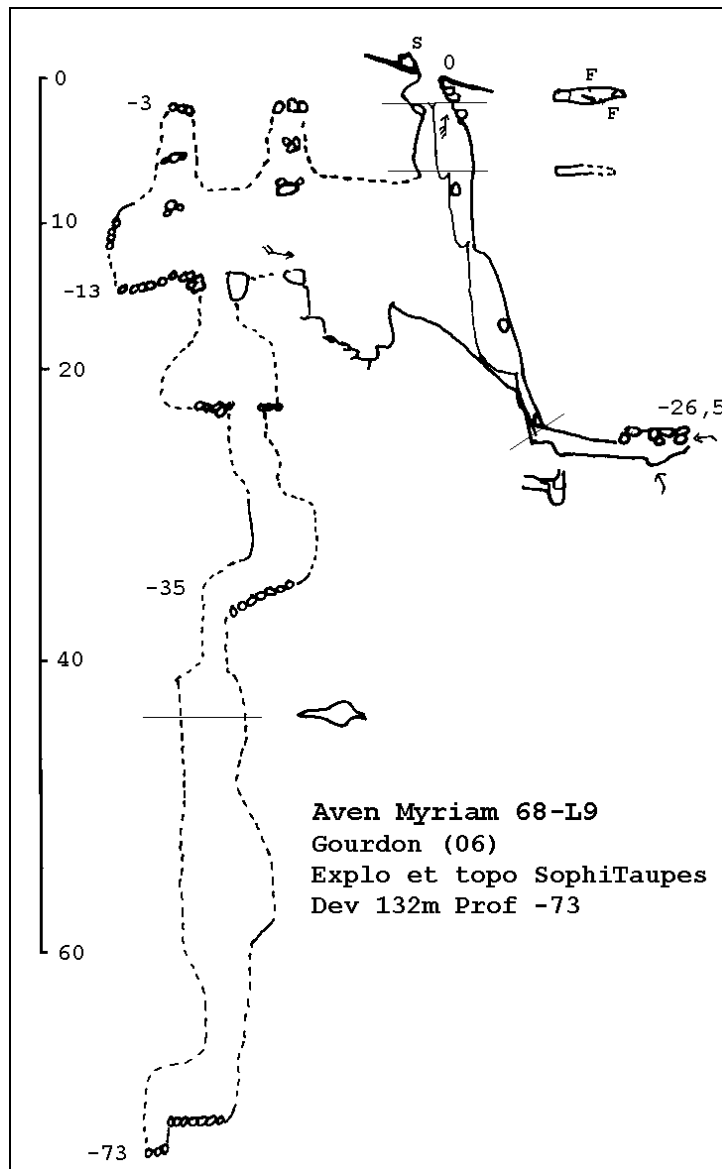 S
0
O
F
-3
F
10
-13
20
-26,5
-35
40
Aven Myriam 68-L9
Gourdon (06)
Explo et topo SophiTaupes
Dev 132m Prof -73
60
-73